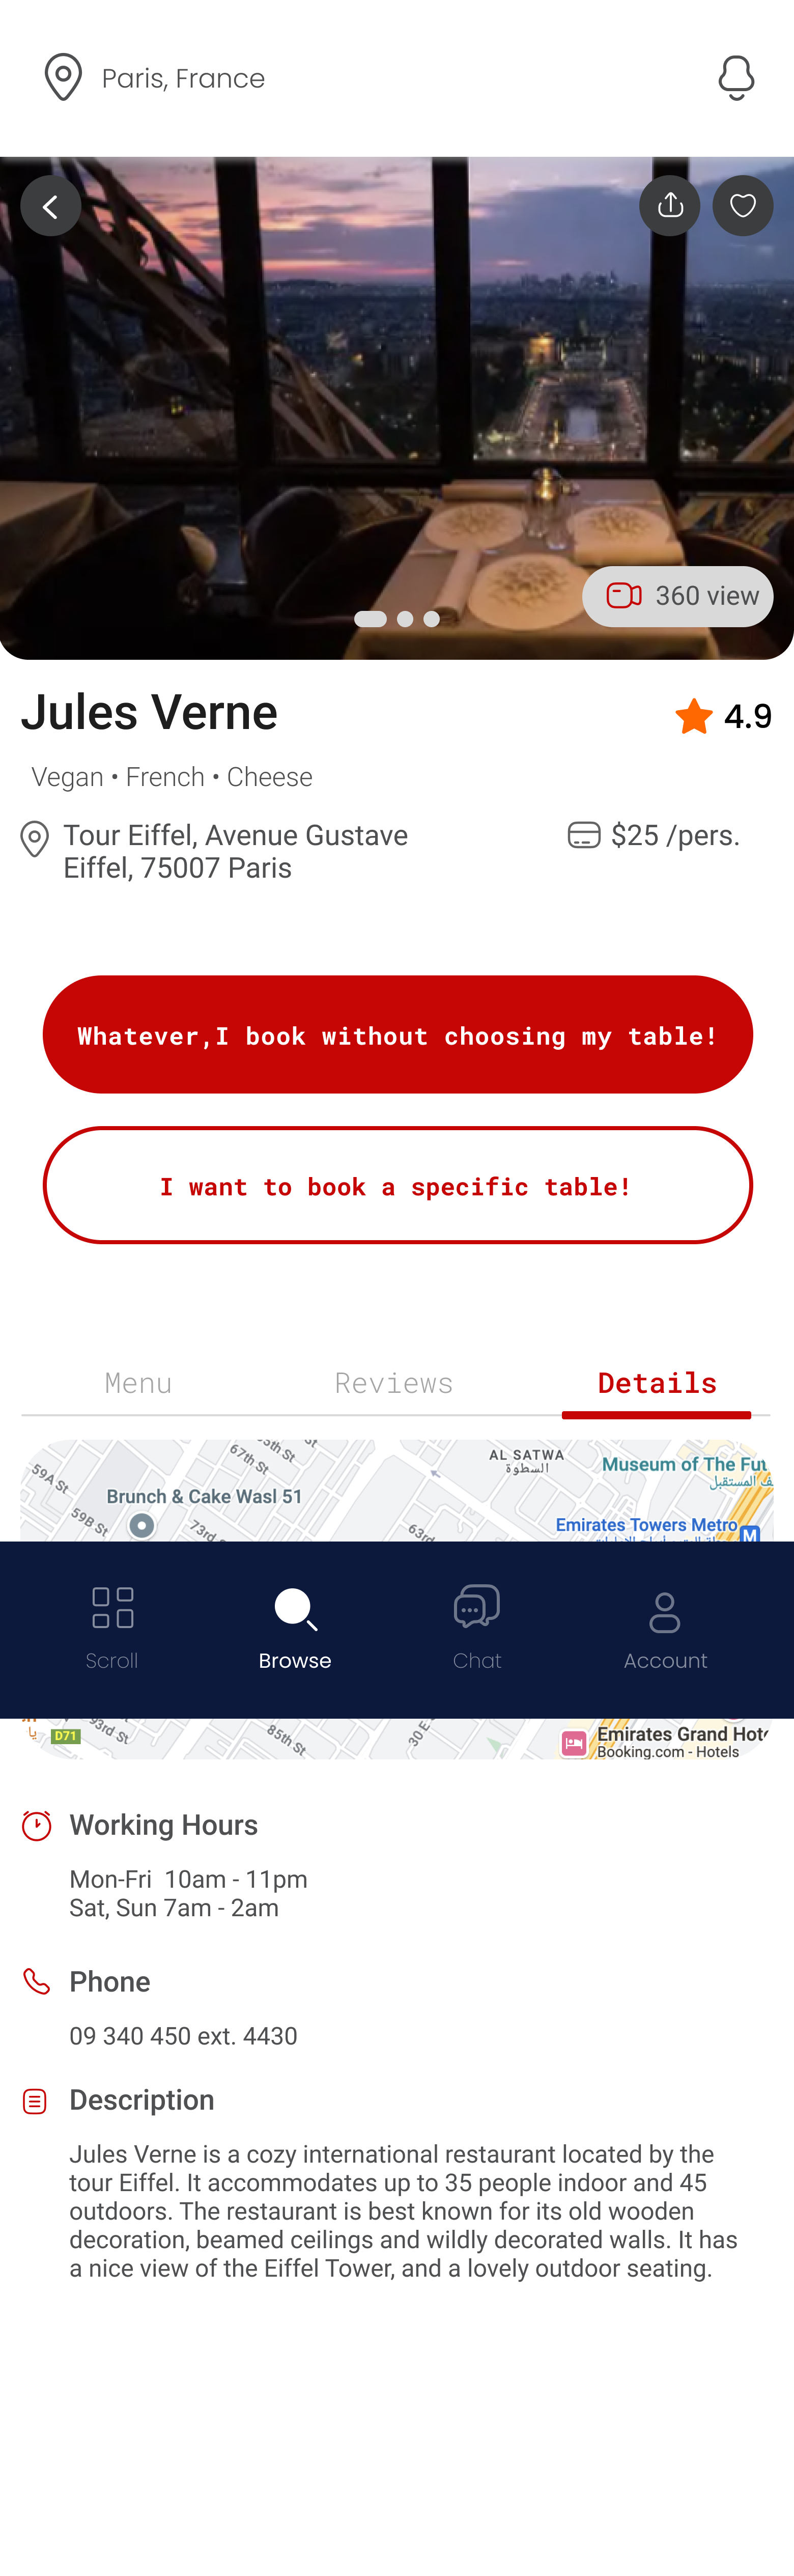 Paris, France
360 view
Jules Verne
4.9
Vegan • French • Cheese
Tour Eiffel, Avenue Gustave
Eiffel, 75007 Paris
$25 /pers.
Whatever,I book without choosing my table!
I want to book a specific table!
Menu
Reviews
Details
67th St
59A St
59B St
73rd
63rd
AL SATWA
السطوة
Museum of The Fut
Brunch & Cake Wasl 51
Emirates Towers Metro
M
Scroll
Browse
Chat
Account
D71
93rd St
85th St
30 E
Emirates Grand Hote
Booking.com - Hotels
Working Hours
Mon-Fri  10am - 11pm
Sat, Sun 7am - 2am
Phone
09 340 450 ext. 4430
Description
Jules Verne is a cozy international restaurant located by the
tour Eiffel. It accommodates up to 35 people indoor and 45
outdoors. The restaurant is best known for its old wooden
decoration, beamed ceilings and wildly decorated walls. It has
a nice view of the Eiffel Tower, and a lovely outdoor seating.